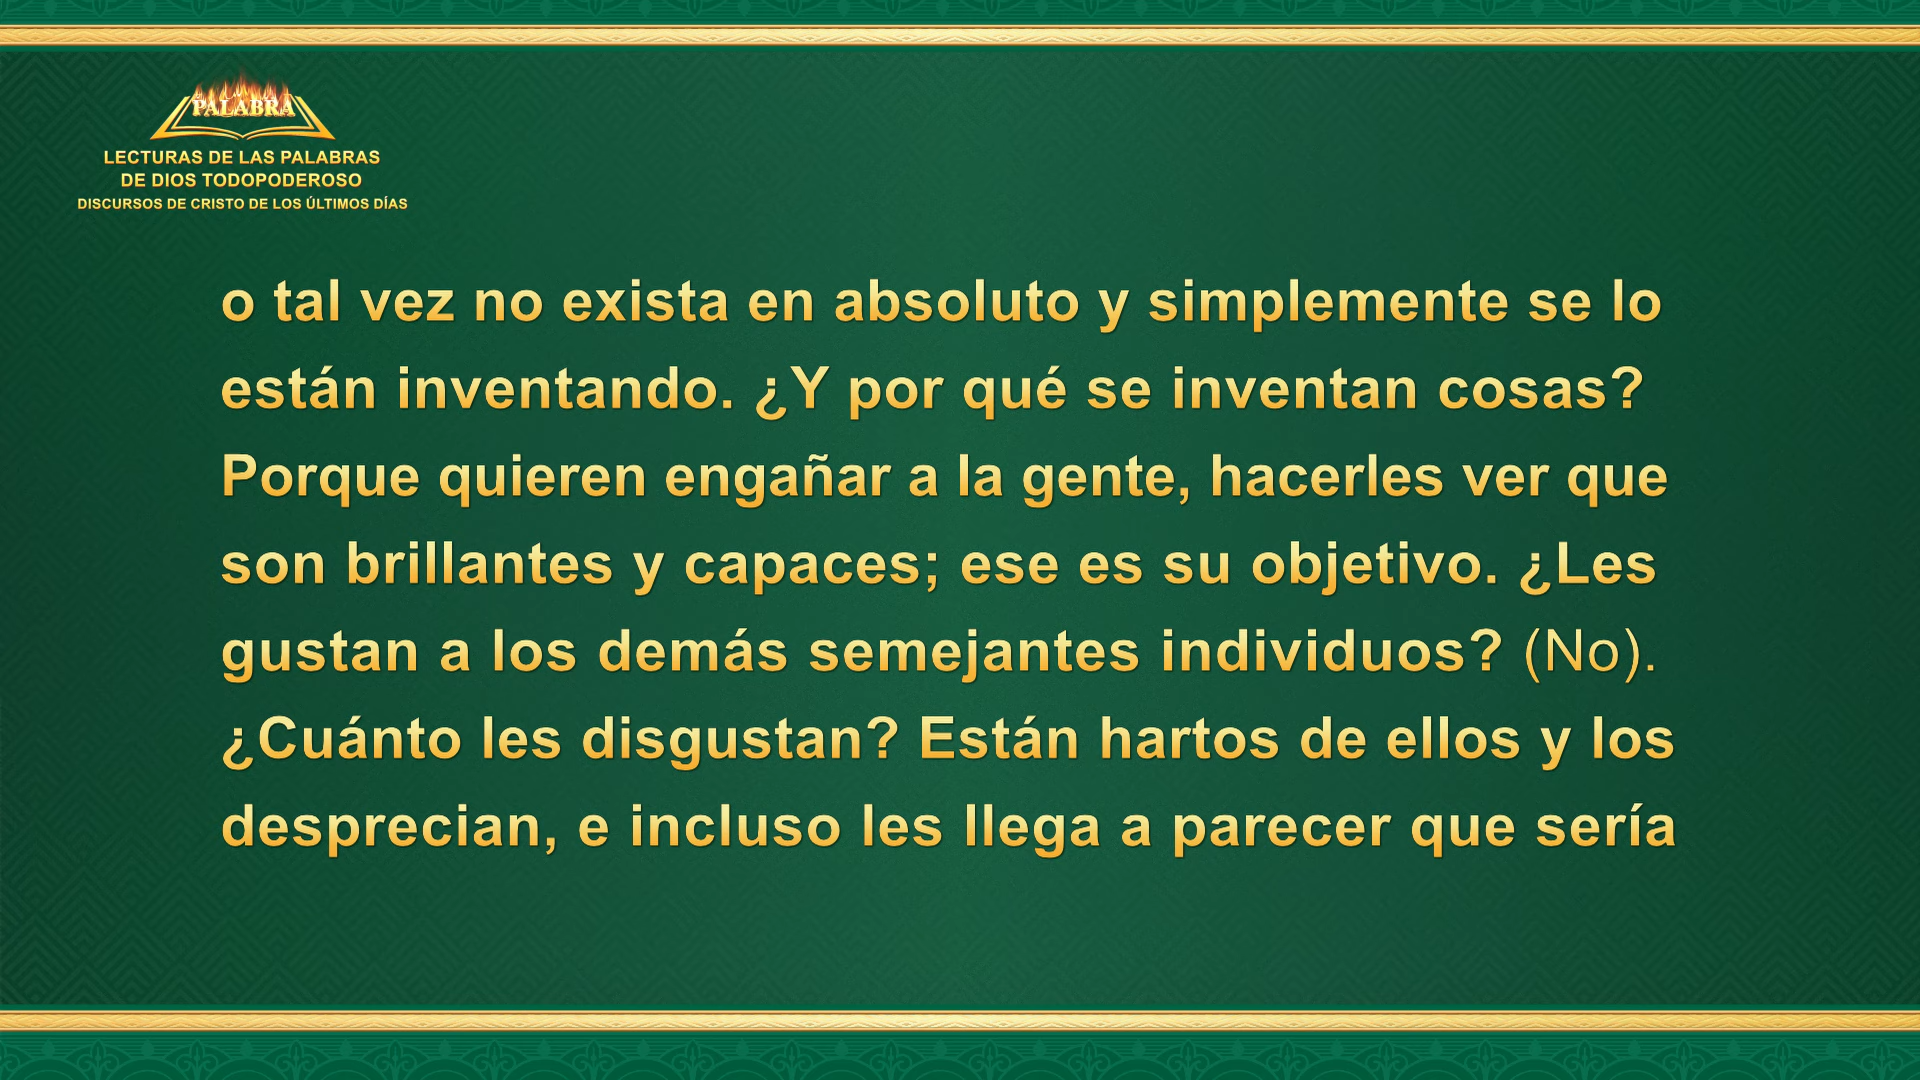 PALABRA
LECTURAS DE LAS PALABRAS
DE DIOS TODOPODEROSO
DISCURSOS DE CRISTO DE LOS ÚLTIMOS DÍAS
o tal vez no exista en absoluto y simplemente se lo
están inventando. ¿Y por qué se inventan cosas?
Porque quieren engañar a la gente, hacerles ver que
son brillantes y capaces; ese es su objetivo. ¿Les
gustan a los demás semejantes individuos? (No).
¿Cuánto les disgustan? Están hartos de ellos y los
desprecian, e incluso les llega a parecer que sería